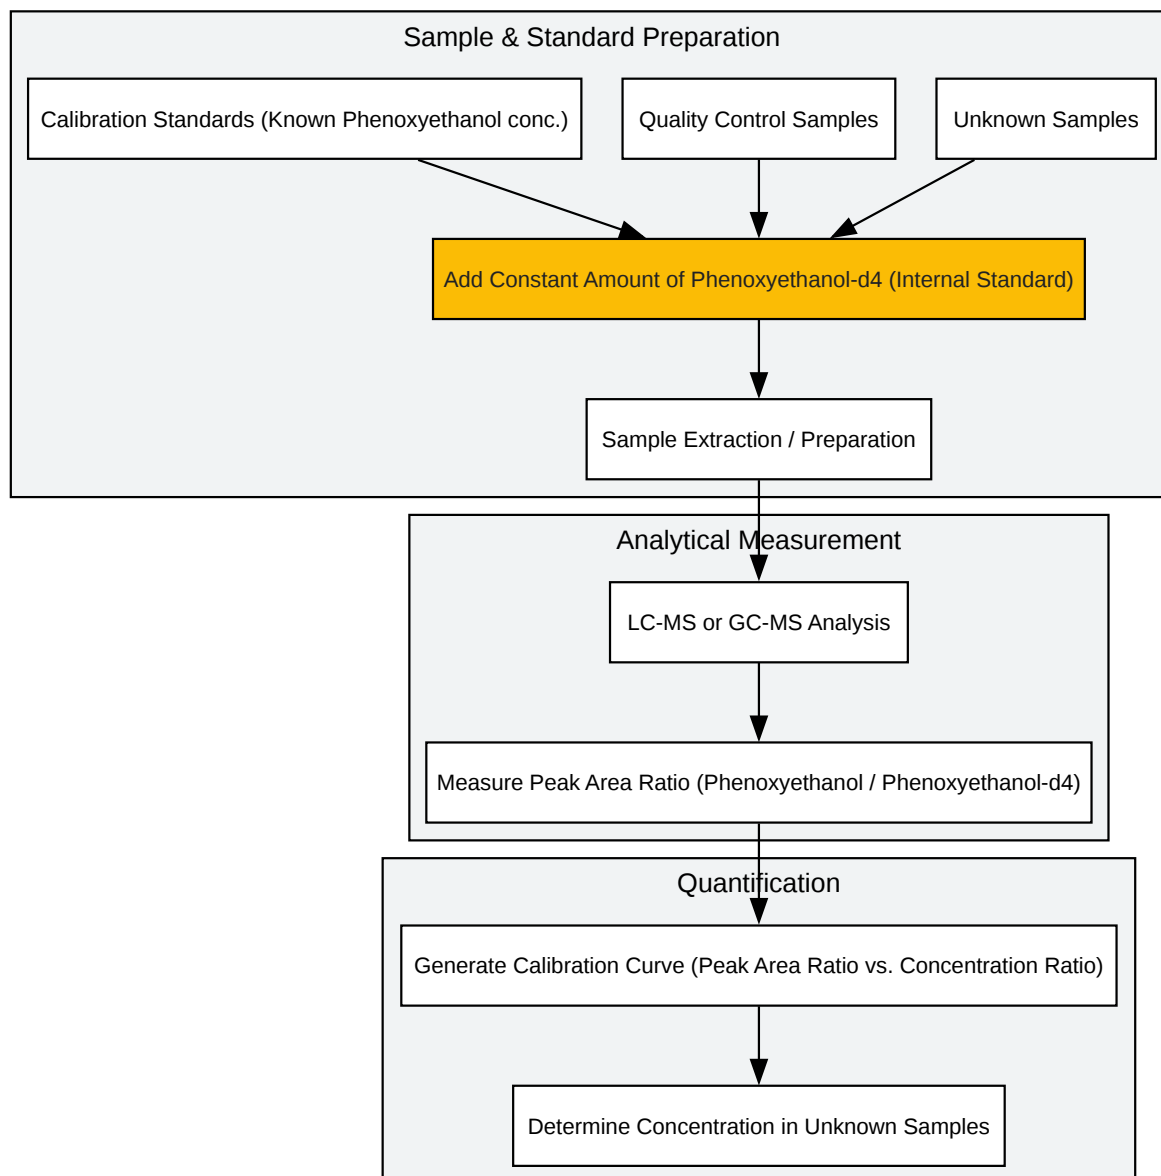 Sample & Standard Preparation
Calibration Standards (Known Phenoxyethanol conc.)
Quality Control Samples
Unknown Samples
Add Constant Amount of Phenoxyethanol-d4 (Internal Standard)
Sample Extraction / Preparation
Analytical Measurement
LC-MS or GC-MS Analysis
Measure Peak Area Ratio (Phenoxyethanol / Phenoxyethanol-d4)
Quantification
Generate Calibration Curve (Peak Area Ratio vs. Concentration Ratio)
Determine Concentration in Unknown Samples